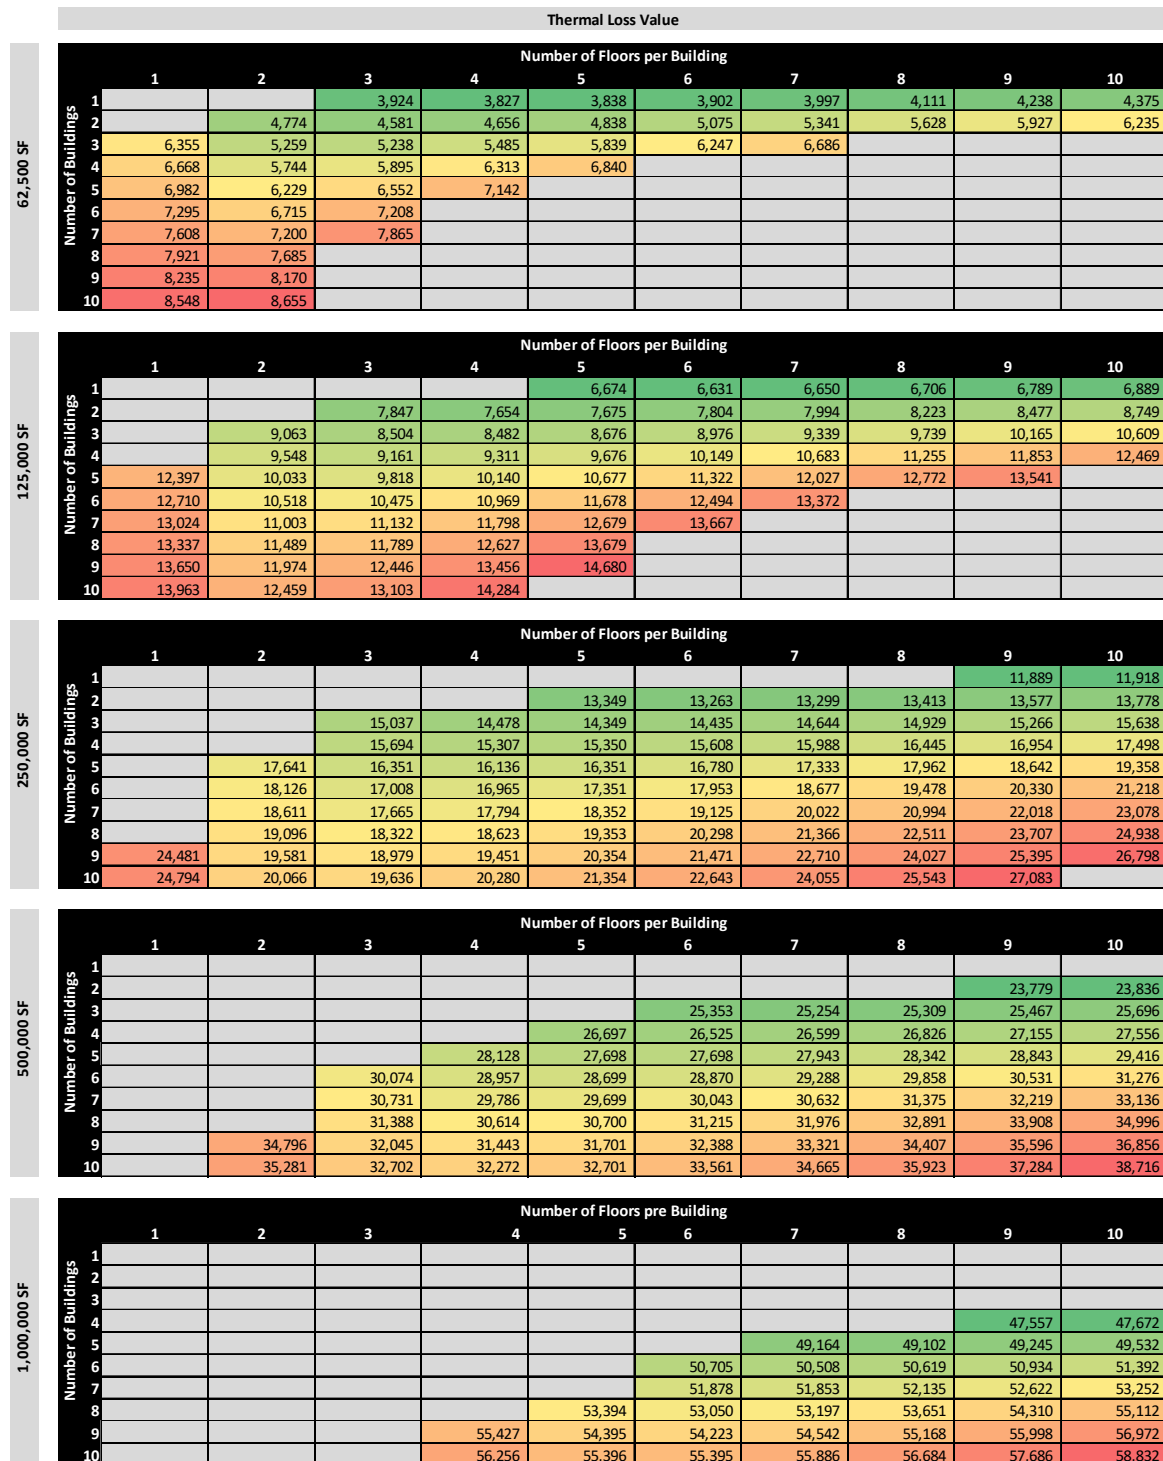 Thermal Loss Value
62,500 SF
Number of Buildings
Number of Floors per Building
1 2 3 4 5 6 7 8 9 10
1 3,924 3,827 3,838 3,902 3,997 4,111 4,238 4,375
2 4,774 4,581 4,656 4,838 5,075 5,341 5,628 5,927 6,235
3 6,355 5,259 5,238 5,485 5,839 6,247 6,686
4 6,668 5,744 5,895 6,313 6,840
5 6,982 6,229 6,552 7,142
6 7,295 6,715 7,208
7 7,608 7,200 7,865
8 7,921 7,685
9 8,235 8,170
10 8,548 8,655
125,000 SF
Number of Buildings
Number of Floors per Building
1 2 3 4 5 6 7 8 9 10
1 6,674 6,631 6,650 6,706 6,789 6,889
2 7,847 7,654 7,675 7,804 7,994 8,223 8,477 8,749
3 9,063 8,504 8,482 8,676 8,976 9,339 9,739 10,165 10,609
4 9,548 9,161 9,311 9,676 10,149 10,683 11,255 11,853 12,469
5 12,397 10,033 9,818 10,140 10,677 11,322 12,027 12,772 13,541
6 12,710 10,518 10,475 10,969 11,678 12,494 13,372
7 13,024 11,003 11,132 11,798 12,679 13,667
8 13,337 11,489 11,789 12,627 13,679
9 13,650 11,974 12,446 13,456 14,680
10 13,963 12,459 13,103 14,284
250,000 SF
Number of Buildings
Number of Floors per Building
1 2 3 4 5 6 7 8 9 10
1 11,889 11,918
2 13,349 13,263 13,299 13,413 13,577 13,778
3 15,037 14,478 14,349 14,435 14,644 14,929 15,266 15,638
4 15,694 15,307 15,350 15,608 15,988 16,445 16,954 17,498
5 17,641 16,351 16,136 16,351 16,780 17,333 17,962 18,642 19,358
6 18,126 17,008 16,965 17,351 17,953 18,677 19,478 20,330 21,218
7 18,611 17,665 17,794 18,352 19,125 20,022 20,994 22,018 23,078
8 19,096 18,322 18,623 19,353 20,298 21,366 22,511 23,707 24,938
9 24,481 19,581 18,979 19,451 20,354 21,471 22,710 24,027 25,395 26,798
10 24,794 20,066 19,636 20,280 21,354 22,643 24,055 25,543 27,083
500,000 SF
Number of Buildings
Number of Floors per Building
1 2 3 4 5 6 7 8 9 10
1
2 23,779 23,836
3 25,353 25,254 25,309 25,467 25,696
4 26,697 26,525 26,599 26,826 27,155 27,556
5 28,128 27,698 27,698 27,943 28,342 28,843 29,416
6 30,074 28,957 28,699 28,870 29,288 29,858 30,531 31,276
7 30,731 29,786 29,699 30,043 30,632 31,375 32,219 33,136
8 31,388 30,614 30,700 31,215 31,976 32,891 33,908 34,996
9 34,796 32,045 31,443 31,701 32,388 33,321 34,407 35,596 36,856
10 35,281 32,702 32,272 32,701 33,561 34,665 35,923 37,284 38,716
1,000,000 SF
Number of Buildings
Number of Floors pre Building
1 2 3 4 5 6 7 8 9 10
1
2
3
4 47,557 47,672
5 49,164 49,102 49,245 49,532
6 50,705 50,508 50,619 50,934 51,392
7 51,878 51,853 52,135 52,622 53,252
8 53,394 53,050 53,197 53,651 54,310 55,112
9 55,427 54,395 54,223 54,542 55,168 55,998 56,972
10 56,256 55,396 55,395 55,886 56,684 57,686 58,832